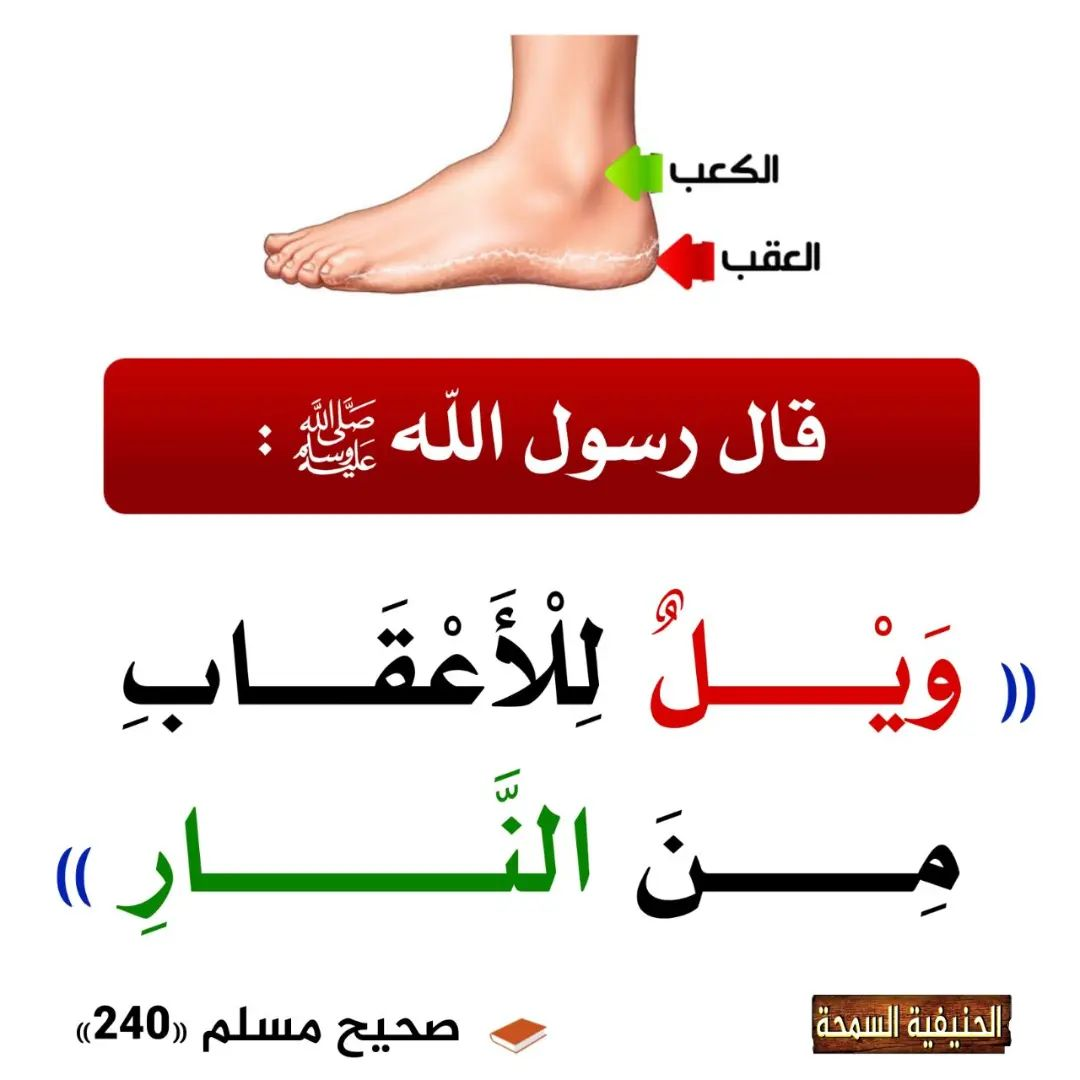 الكعب
العقب
قال رسول الله ﷺ :
(( وَيْـــلٌ لِلْأَعْقَـــابِ
مِـــنَ النَّـــارِ ))
صحيح مسلم ((240))
الحنيفية السمحة